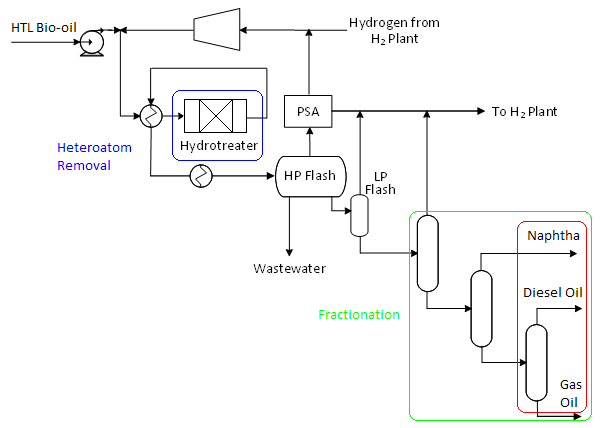 HTL Bio-oil
Hydrogen from
H₂ Plant
PSA
To H₂ Plant
Hydrotreater
Heteroatom
Removal
HP Flash
LP
Flash
Wastewater
Naphtha
Diesel Oil
Fractionation
Gas
Oil